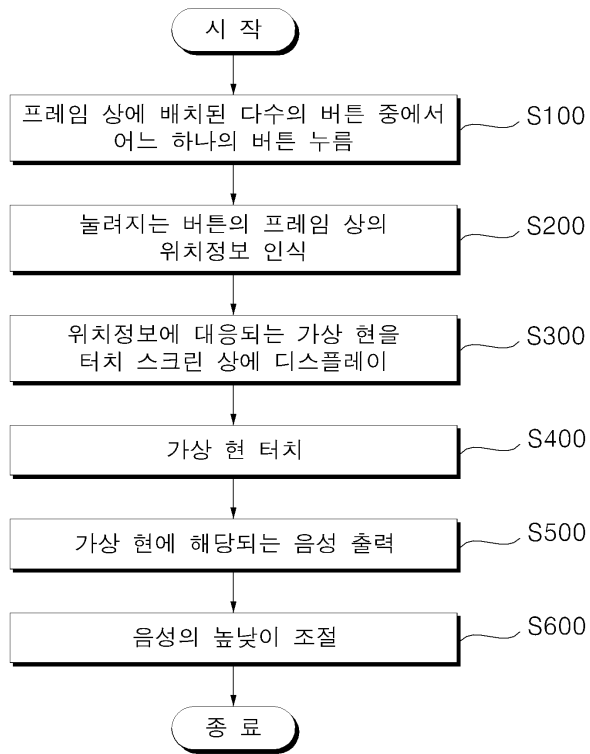 시 작
프레임 상에 배치된 다수의 버튼 중에서
어느 하나의 버튼 누름
S100
눌려지는 버튼의 프레임 상의
위치정보 인식
S200
위치정보에 대응되는 가상 현을
터치 스크린 상에 디스플레이
S300
가상 현 터치
S400
가상 현에 해당되는 음성 출력
S500
음성의 높낮이 조절
S600
종 료